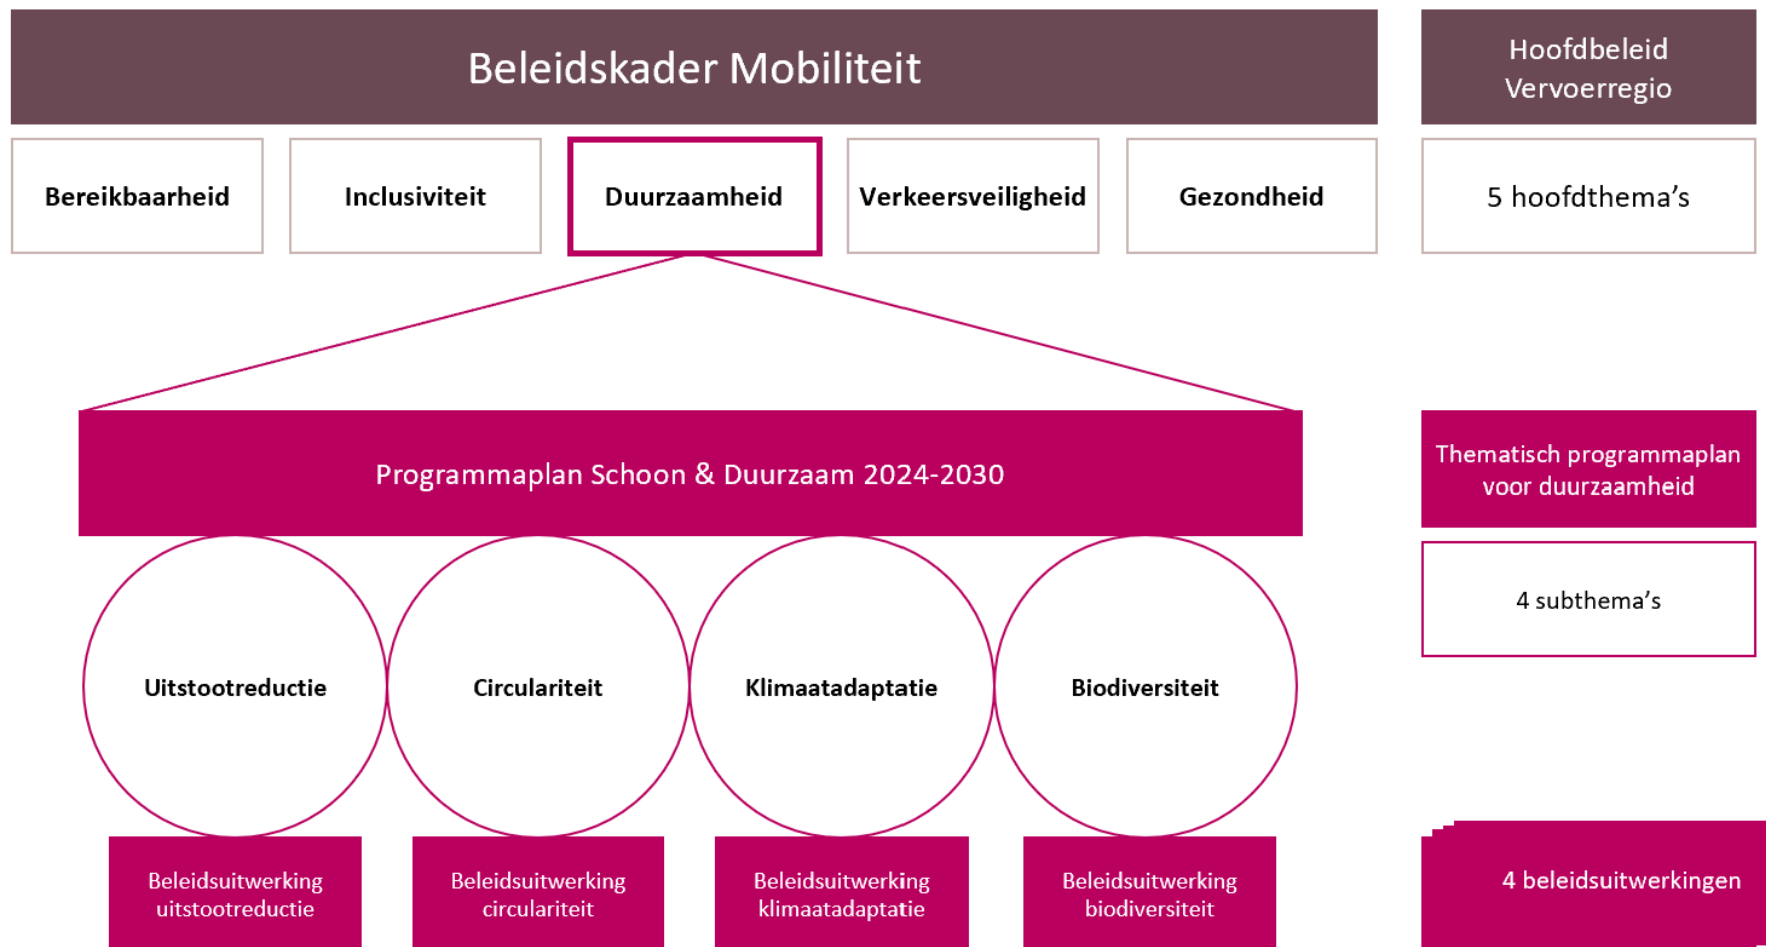 Beleidskader Mobiliteit
Hoofdbeleid
Vervoerregio
Bereikbaarheid
Inclusiviteit
Duurzaamheid
Verkeersveiligheid
Gezondheid
5 hoofdthema’s
Programmaplan Schoon & Duurzaam 2024-2030
Thematisch programmaplan
voor duurzaamheid
4 subthema’s
Uitstootreductie
Circulariteit
Klimaatadaptatie
Biodiversiteit
Beleidsuitwerking
uitstootreductie
Beleidsuitwerking
circulariteit
Beleidsuitwerking
klimaatadaptatie
Beleidsuitwerking
biodiversiteit
4 beleidsuitwerkingen